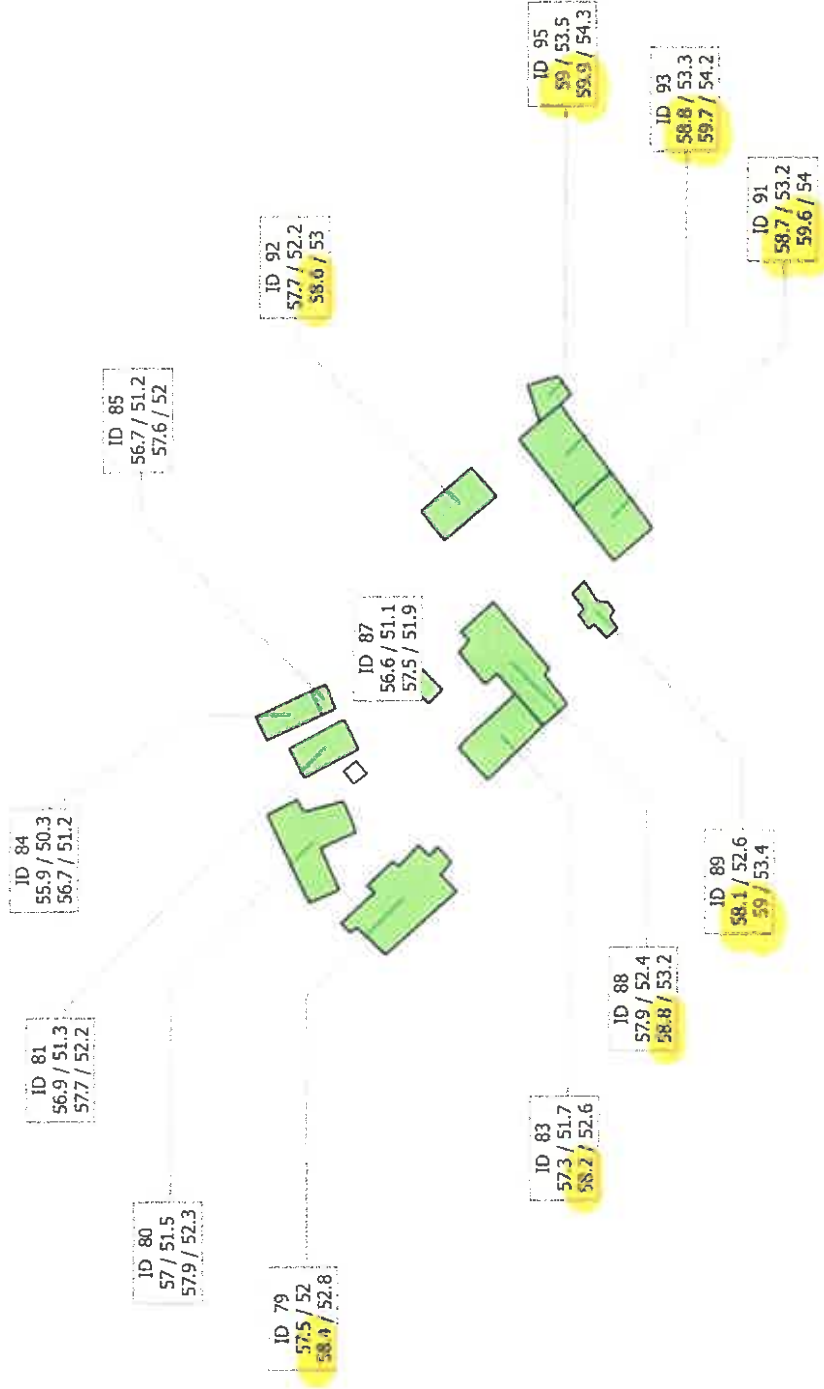 ID 84
55.9 / 50.3
56.7 / 51.2
ID 81
56.9 / 51.3
57.7 / 52.2
ID 85
56.7 / 51.2
57.6 / 52
ID 80
57 / 51.5
57.9 / 52.3
ID 92
57.7 / 52.2
58.6 / 53
ID 79
57.5 / 52
58.4 / 52.8
ID 87
56.6 / 51.1
57.5 / 51.9
ID 83
57.3 / 51.7
58.2 / 52.6
ID 95
59 / 53.5
59.9 / 54.3
ID 88
57.9 / 52.4
58.8 / 53.2
ID 93
58.8 / 53.3
59.7 / 54.2
ID 89
58.1 / 52.6
59 / 53.4
ID 91
58.7 / 53.2
59.6 / 54